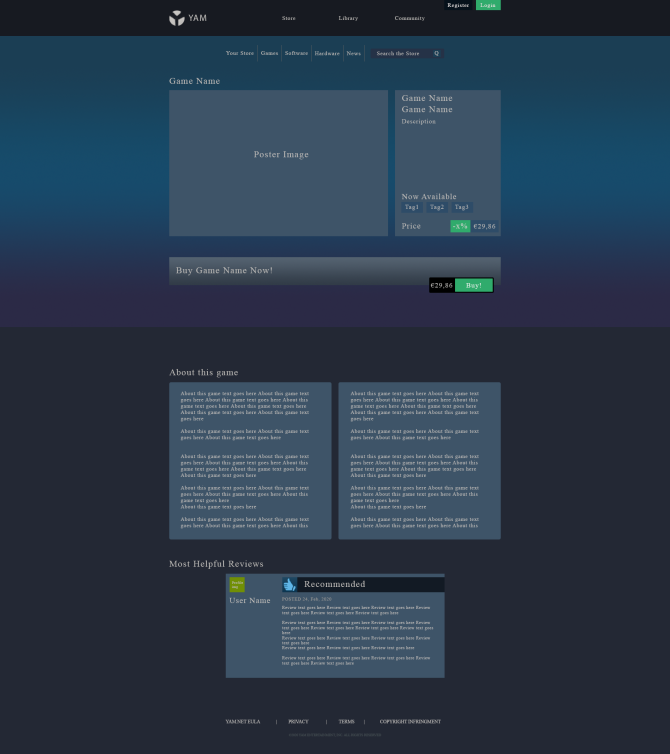 Register Login
YAM
Store Library Community
Your Store Games Software Hardware News Search the Store
Game Name
Poster Image
Game Name
Game Name
Description
Now Available
Tag1 Tag2 Tag3
Price -x% €29,86
Buy Game Name Now!
€29,86 Buy!
About this game
About this game text goes here About this game text
goes here About this game text goes here About this
game text goes here About this game text goes here
About this game text goes here About this game text
goes here
About this game text goes here About this game text
goes here About this game text goes here
About this game text goes here About this game text
goes here About this game text goes here About this
game text goes here About this game text goes here
About this game text goes here
About this game text goes here About this game text
goes here About this game text goes here About this
game text goes here
About this game text goes here
About this game text goes here About this game text
goes here About this game text goes here About this
About this game text goes here About this game text
goes here About this game text goes here About this
game text goes here About this game text goes here
About this game text goes here About this game text
goes here
About this game text goes here About this game text
goes here About this game text goes here
About this game text goes here About this game text
goes here About this game text goes here About this
game text goes here About this game text goes here
About this game text goes here
About this game text goes here About this game text
goes here About this game text goes here About this
game text goes here
About this game text goes here
About this game text goes here About this game text
goes here About this game text goes here About this
Most Helpful Reviews
User Name
Recommended
POSTED 24, Feb, 2020
Review text goes here Review text goes here Review text goes here Review
text goes here Review text goes here Review text goes here
Review text goes here Review text goes here Review text goes here Review
text goes here Review text goes here Review text goes here Review text goes
here
Review text goes here Review text goes here Review text goes here Review
text goes here
Review text goes here Review text goes here Review text goes here
Review text goes here Review text goes here Review text goes here Review
text goes here Review text goes here
YAMCNET EULA | PRIVACY | TERMS | COPYRIGHT INFRINGMENT